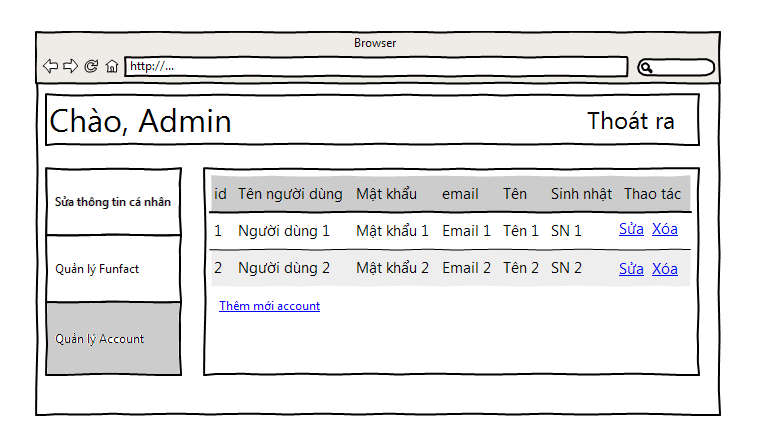 Browser
http://...
Chào, Admin
Thoát ra
Sửa thông tin cá nhân
Quản lý Funfact
Quản lý Account
id Tên người dùng Mật khẩu email Tên Sinh nhật Thao tác
1 Người dùng 1 Mật khẩu 1 Email 1 Tên 1 SN 1 Sửa Xóa
2 Người dùng 2 Mật khẩu 2 Email 2 Tên 2 SN 2 Sửa Xóa
Thêm mới account